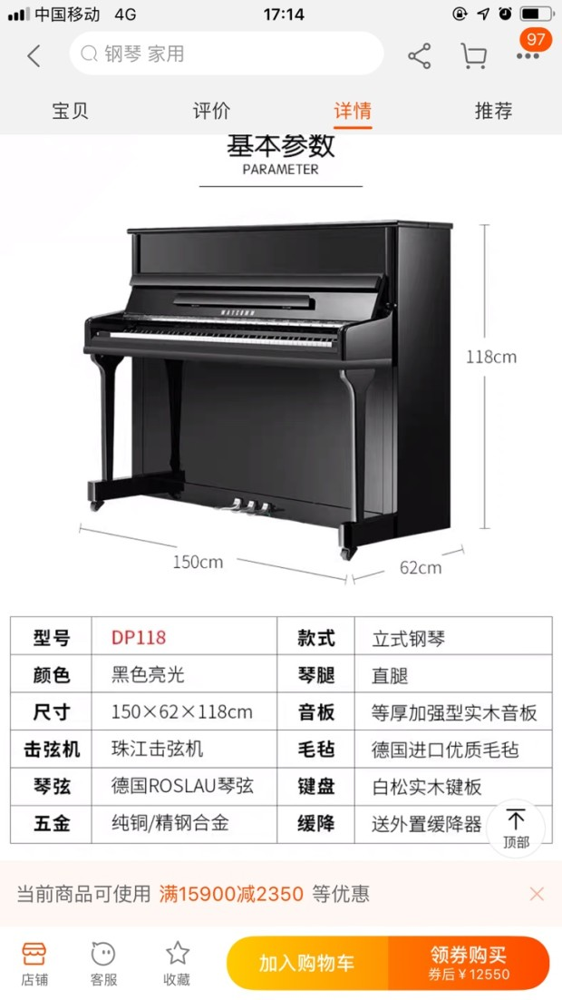 中国移动 4G 17:14
钢琴 家用
97
宝贝 评价 详情 推荐
基本参数
PARAMETER
118cm
150cm
62cm
型号 DP118 款式 立式钢琴
颜色 黑色亮光 琴腿 直腿
尺寸 150×62×118cm 音板 等厚加强型实木音板
击弦机 珠江击弦机 毛毡 德国进口优质毛毡
琴弦 德国ROSLAU琴弦 键盘 白松实木键板
五金 纯铜/精钢合金 缓降 送外置缓降器
顶部
当前商品可使用 满15900减2350 等优惠
店铺 客服 收藏 加入购物车 领券购买
券后￥12550